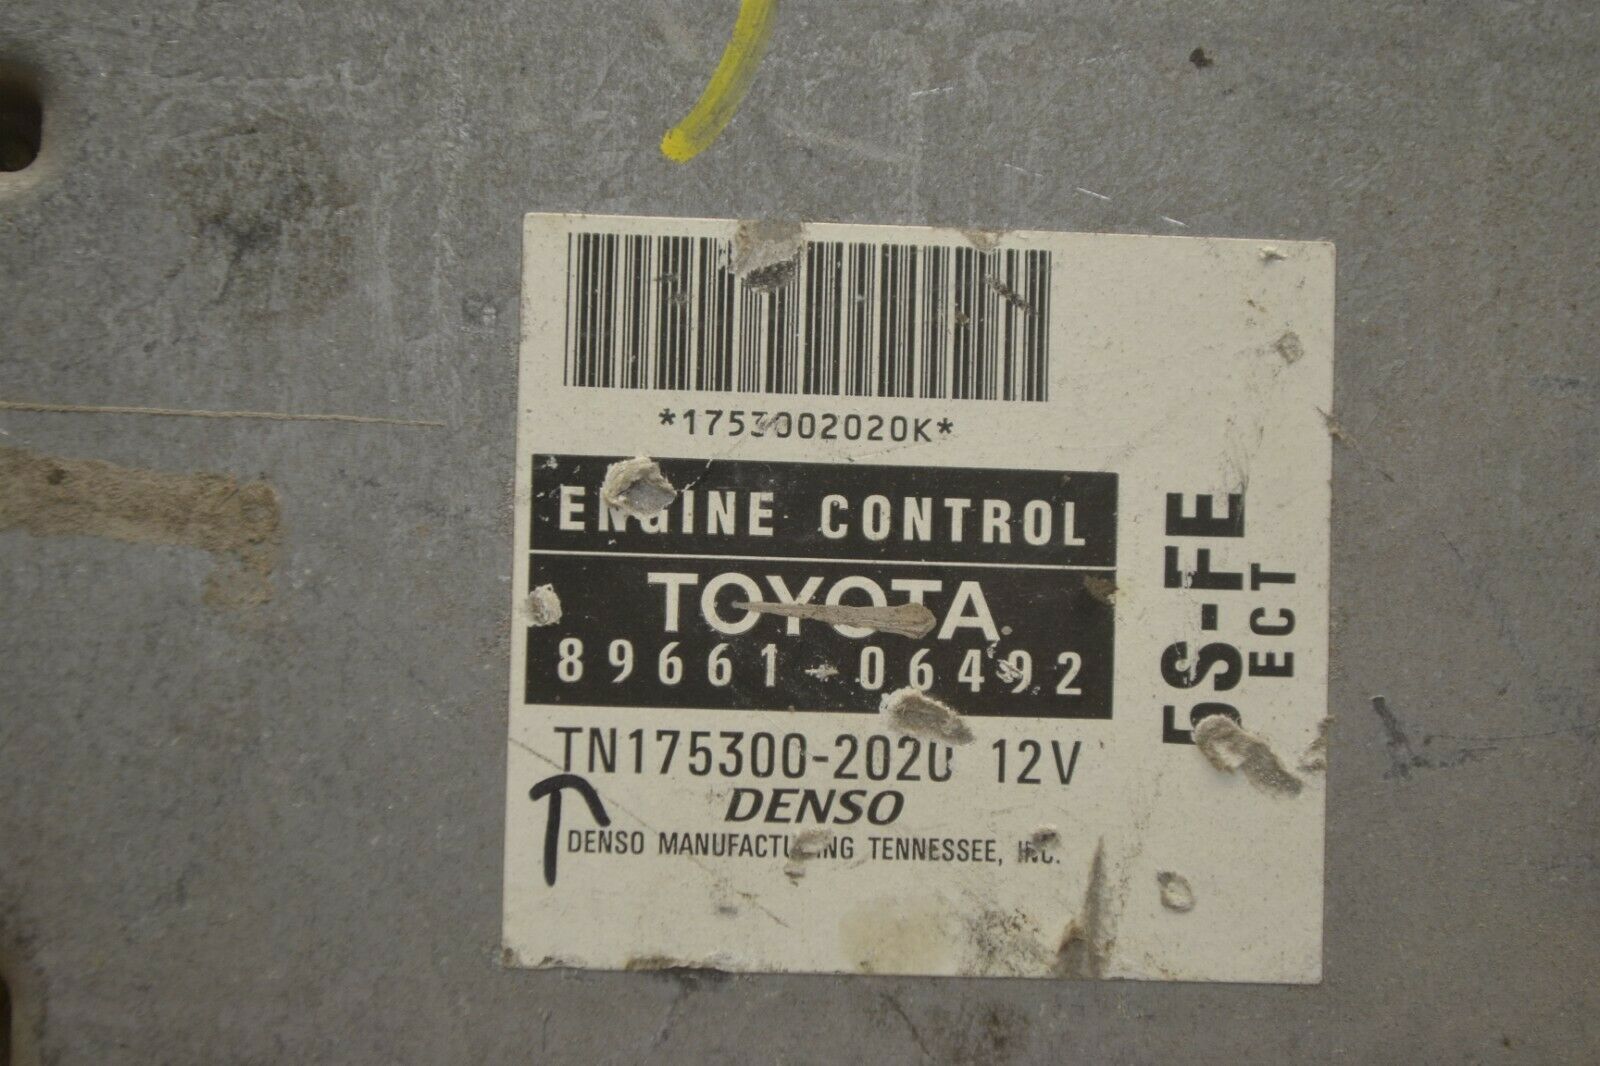 *1753002020K*
ENGINE CONTROL
TOYOTA
89661-06492
TN175300-2020 12V
DENSO
DENSO MANUFACTURING TENNESSEE, INC.
5S-FE
ECT